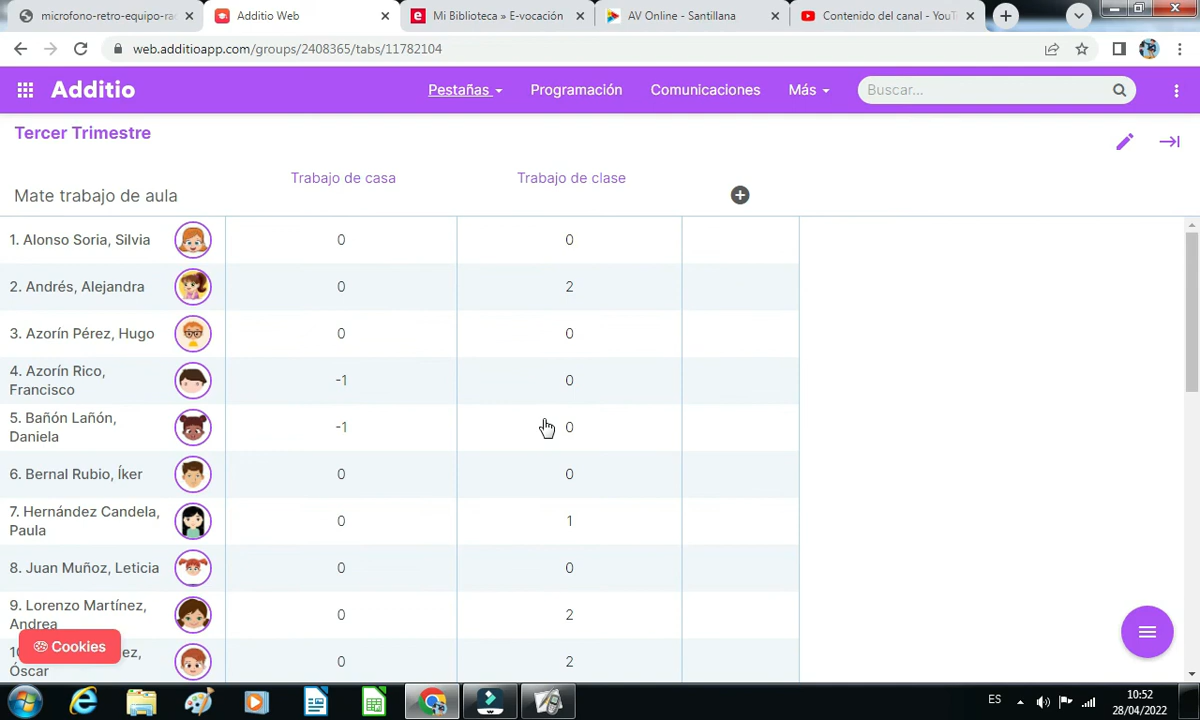 microfono-retro-equipo-ra
Additio Web
Mi Biblioteca » E-vocación
AV Online - Santillana
Contenido del canal - YouT
web.additioapp.com/groups/2408365/tabs/11782104
Additio
Pestañas
Programación
Comunicaciones
Más
Buscar...
Tercer Trimestre
Trabajo de casa
Trabajo de clase
Mate trabajo de aula
1. Alonso Soria, Silvia 0 0
2. Andrés, Alejandra 0 2
3. Azorín Pérez, Hugo 0 0
4. Azorín Rico,
Francisco -1 0
5. Bañón Lañón,
Daniela -1 0
6. Bernal Rubio, Íker 0 0
7. Hernández Candela,
Paula 0 1
8. Juan Muñoz, Leticia 0 0
9. Lorenzo Martínez,
Andrea 0 2
Óscar 0 2
Cookies
ES
10:52
28/04/2022